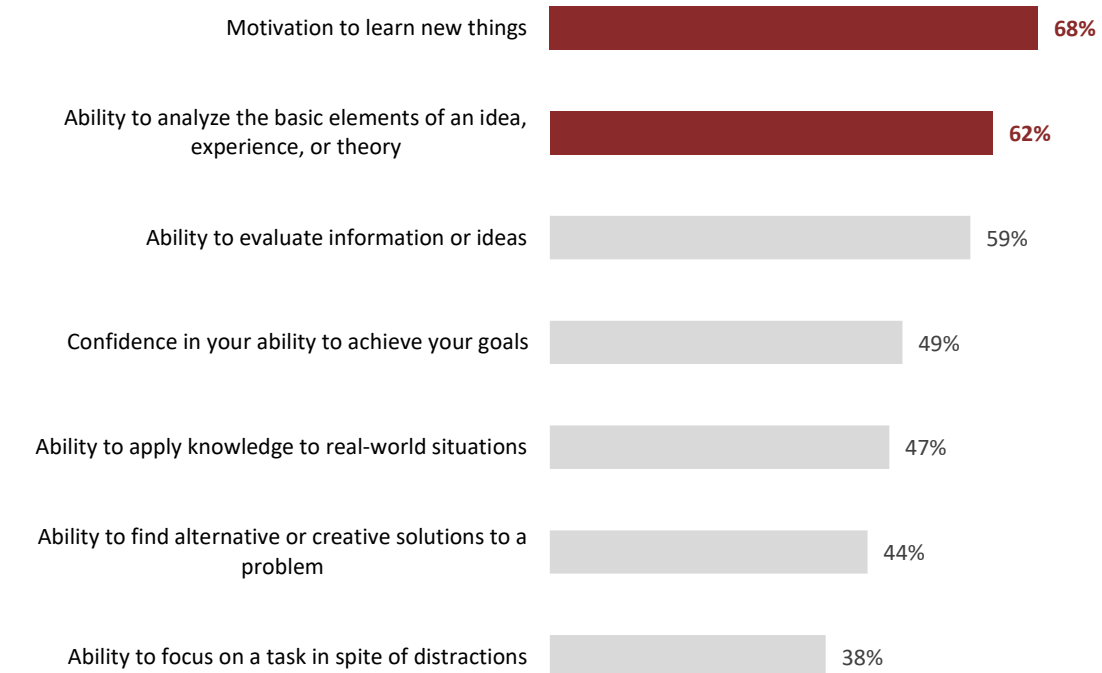 Motivation to learn new things
68%
Ability to analyze the basic elements of an idea,
experience, or theory
62%
Ability to evaluate information or ideas
59%
Confidence in your ability to achieve your goals
49%
Ability to apply knowledge to real-world situations
47%
Ability to find alternative or creative solutions to a
problem
44%
Ability to focus on a task in spite of distractions
38%